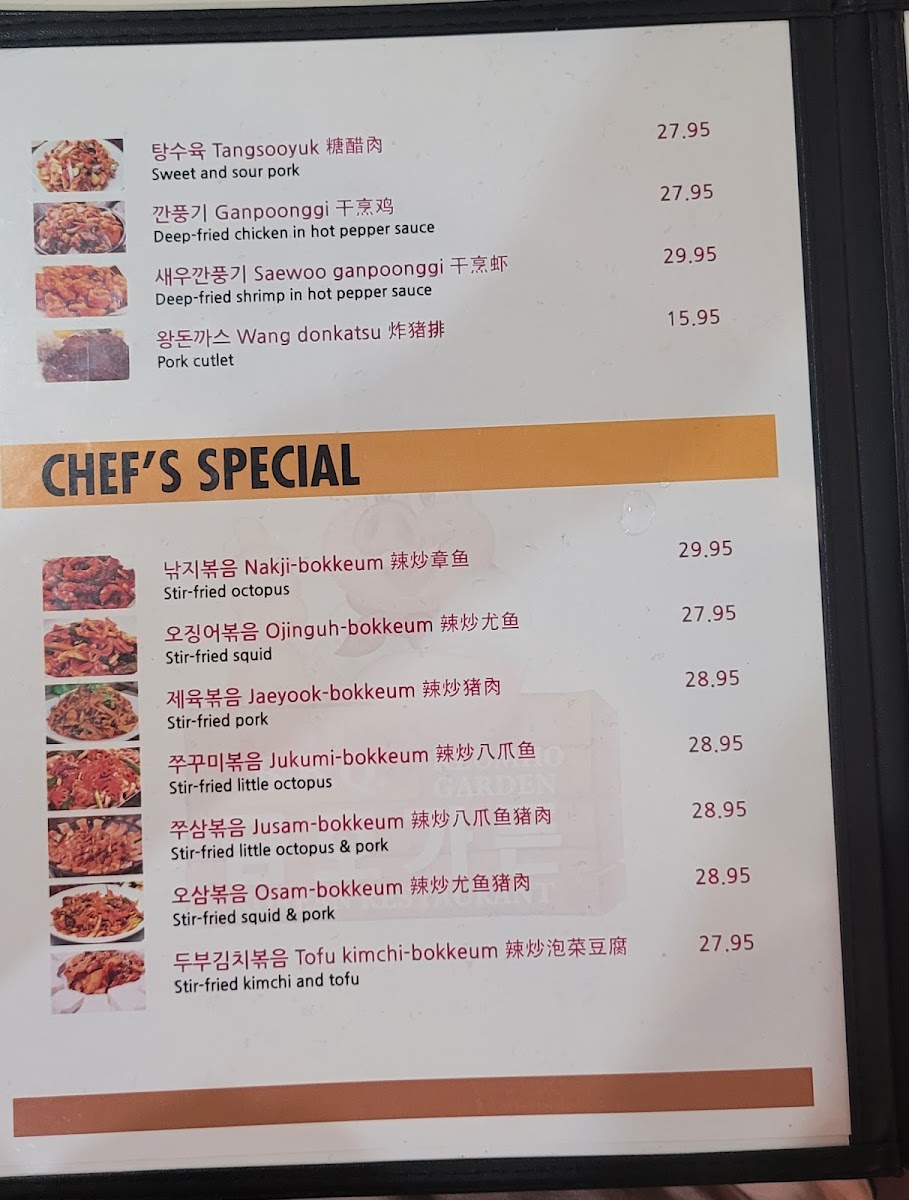 탕수육 Tangsooyuk 糖醋肉 27.95
Sweet and sour pork
깐풍기 Ganpoonggi 干烹鸡 27.95
Deep-fried chicken in hot pepper sauce
새우깐풍기 Saewoo ganpoonggi 干烹虾 29.95
Deep-fried shrimp in hot pepper sauce
왕돈까스 Wang donkatsu 炸猪排 15.95
Pork cutlet
CHEF'S SPECIAL
낚지볶음 Nakji-bokkeum 辣炒章鱼 29.95
Stir-fried octopus
오징어볶음 Ojinguh-bokkeum 辣炒尤鱼 27.95
Stir-fried squid
제육볶음 Jaeyook-bokkeum 辣炒猪肉 28.95
Stir-fried pork
쭈꾸미볶음 Jukumi-bokkeum 辣炒八爪鱼 28.95
Stir-fried little octopus
GARDEN
쭈삼볶음 Jusam-bokkeum 辣炒八爪鱼猪肉 28.95
Stir-fried little octopus & pork
오삼볶음 Osam-bokkeum 辣炒尤鱼猪肉 28.95
Stir-fried squid & pork
RESTAURANT
두부김치볶음 Tofu kimchi-bokkeum 辣炒泡菜豆腐 27.95
Stir-fried kimchi and tofu